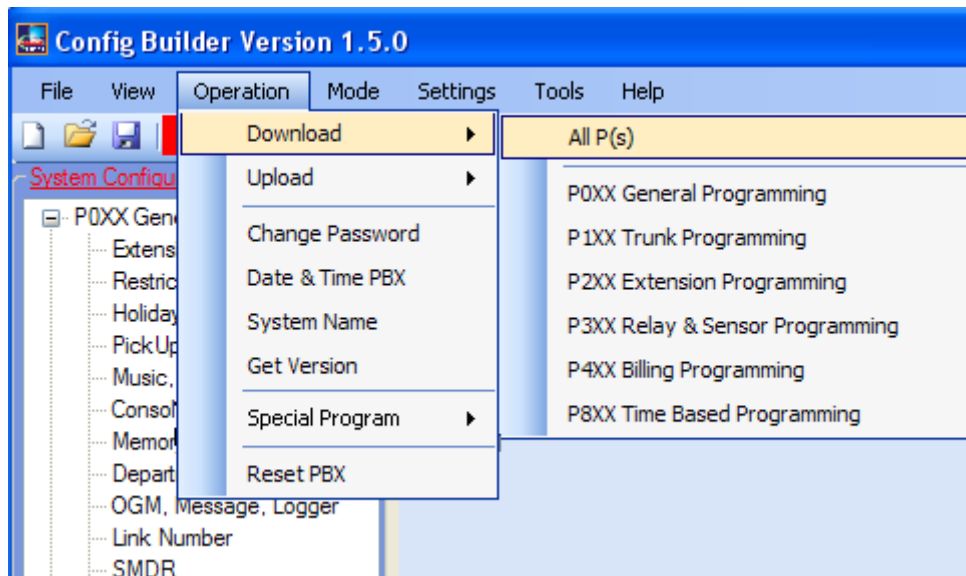 Config Builder Version 1.5.0
File View Operation Mode Settings Tools Help
Download
Upload
Change Password
Date & Time PBX
System Name
Get Version
Special Program
Reset PBX
All P(s)
P0XX General Programming
P1XX Trunk Programming
P2XX Extension Programming
P3XX Relay & Sensor Programming
P4XX Billing Programming
P8XX Time Based Programming
System Configu
P0XX Gene
Extens
Restric
Holiday
PickUp
Music,
Consol
Memor
Depart
OGM, Message, Logger
Link Number
SMDR